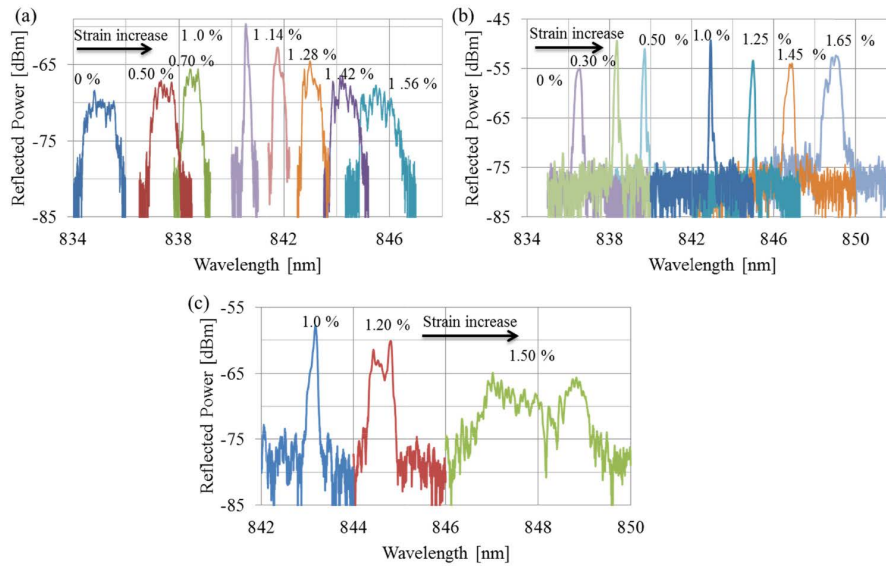 (a)
Strain increase
0 %
0.50 %
0.70 %
1 .0 %
1 .14 %
1 .28 %
1 .42 %
1 .56 %
-65
-75
-85
834
838
842
846
Reflected Power [dBm]
Wavelength [nm]
(b)
Strain increase
0 %
0.30 %
0.50 %
1.0 %
1.25 %
1.45 %
1.65 %
-45
-55
-65
-75
-85
834
838
842
846
850
Reflected Power [dBm]
Wavelength [nm]
(c)
1.0 %
1.20 %
Strain increase
1.50 %
-55
-65
-75
-85
842
844
846
848
850
Reflected Power [dBm]
Wavelength [nm]